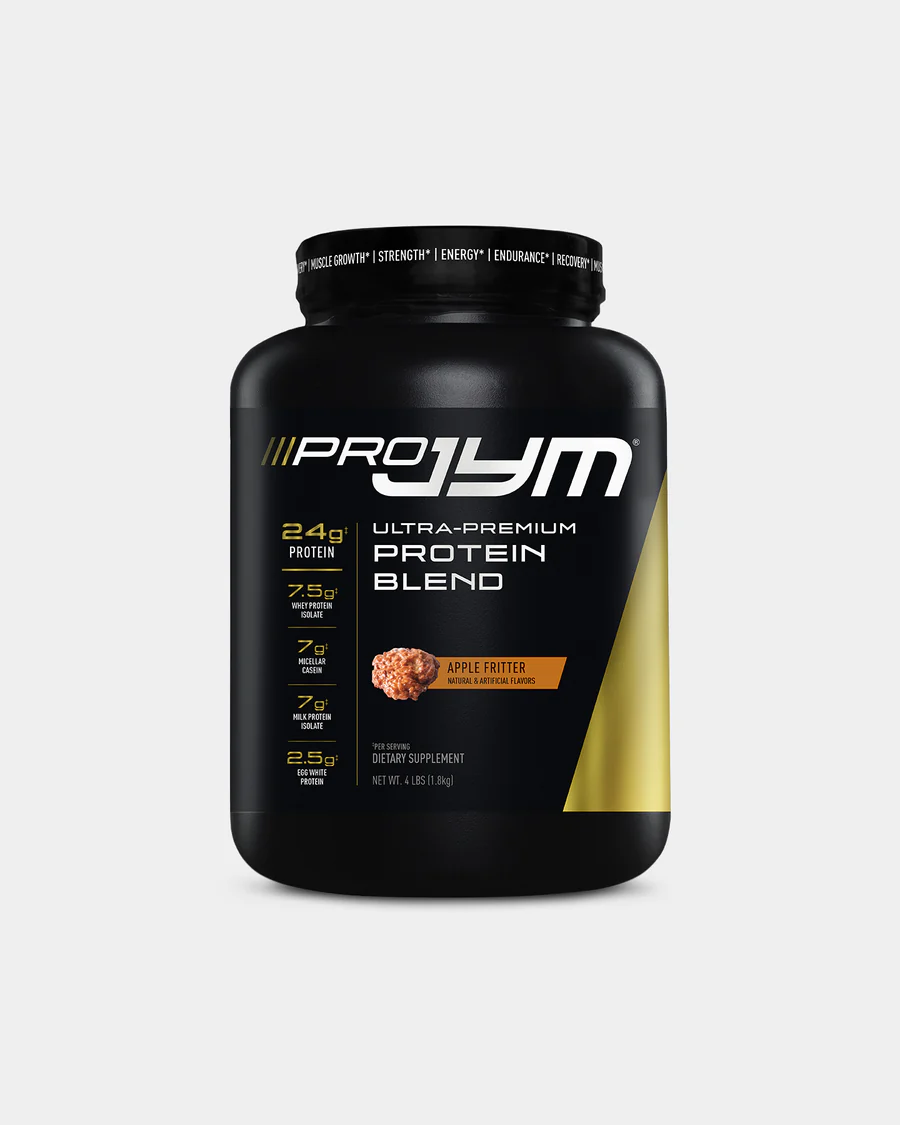 MUSCLE GROWTH* | STRENGTH* | ENERGY* | ENDURANCE* | RECOVERY* |
///PRO JYM®
24g‡
PROTEIN
7.5g‡
WHEY PROTEIN
ISOLATE
7g‡
MICELLAR
CASEIN
7g‡
MILK PROTEIN
ISOLATE
2.5g‡
EGG WHITE
PROTEIN
ULTRA-PREMIUM
PROTEIN
BLEND
APPLE FRITTER
NATURAL & ARTIFICIAL FLAVORS
‡PER SERVING
DIETARY SUPPLEMENT
NET WT. 4 LBS (1.8kg)